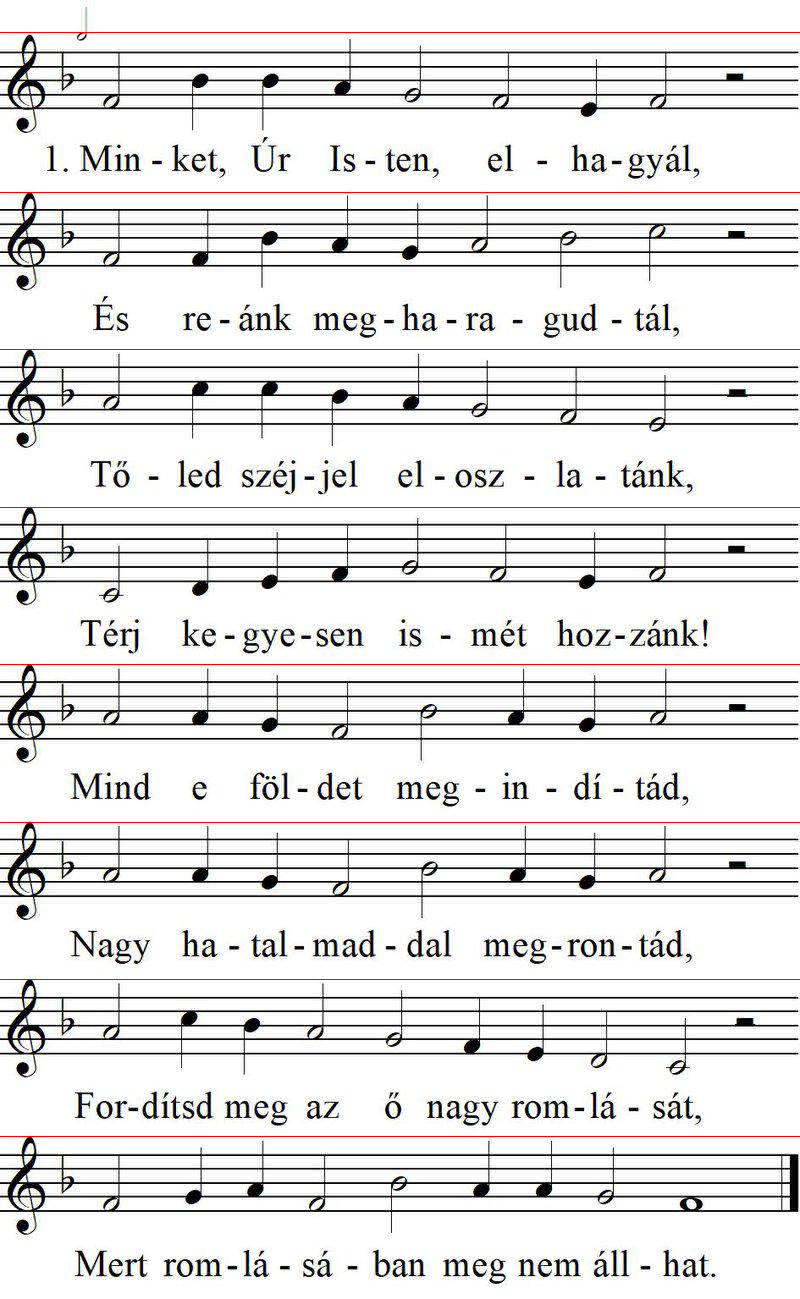 1. Min - ket, Úr Is - ten, el - ha - gyál,
És re - ánk meg - ha - ra - gud - tál,
Tő - led széj - jel el - osz - la - tánk,
Térj ke - gye - sen is - mét hoz - zánk!
Mind e föl - det meg - in - dí - tád,
Nagy ha - tal - mad - dal meg - ron - tád,
For - dítsd meg az ő nagy rom - lá - sát,
Mert rom - lá - sá - ban meg nem áll - hat.